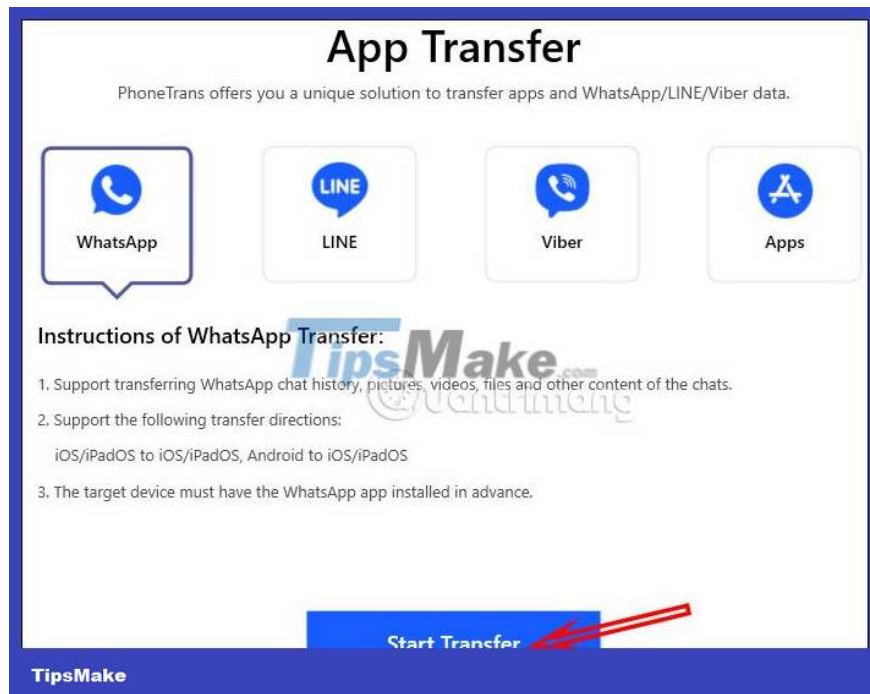 App Transfer
PhoneTrans offers you a unique solution to transfer apps and WhatsApp/LINE/Viber data.
LINE
WhatsApp
LINE
Viber
Apps
Instructions of WhatsApp Transfer:
TipsMake.com
1. Support transferring WhatsApp chat history, pictures, videos, files and other content of the chats.
Quantrimang
2. Support the following transfer directions:
iOS/iPadOS to iOS/iPadOS, Android to iOS/iPadOS
3. The target device must have the WhatsApp app installed in advance.
Start Transfer
TipsMake